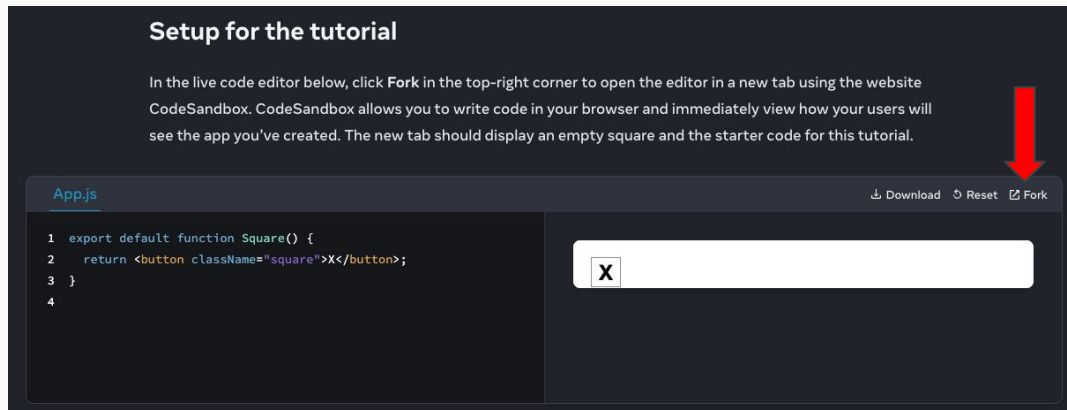 Setup for the tutorial
In the live code editor below, click Fork in the top-right corner to open the editor in a new tab using the website
CodeSandbox. CodeSandbox allows you to write code in your browser and immediately view how your users will
see the app you've created. The new tab should display an empty square and the starter code for this tutorial.
App.js
Download Reset Fork
1 export default function Square() {
2   return <button className="square">X</button>;
3 }
4
X